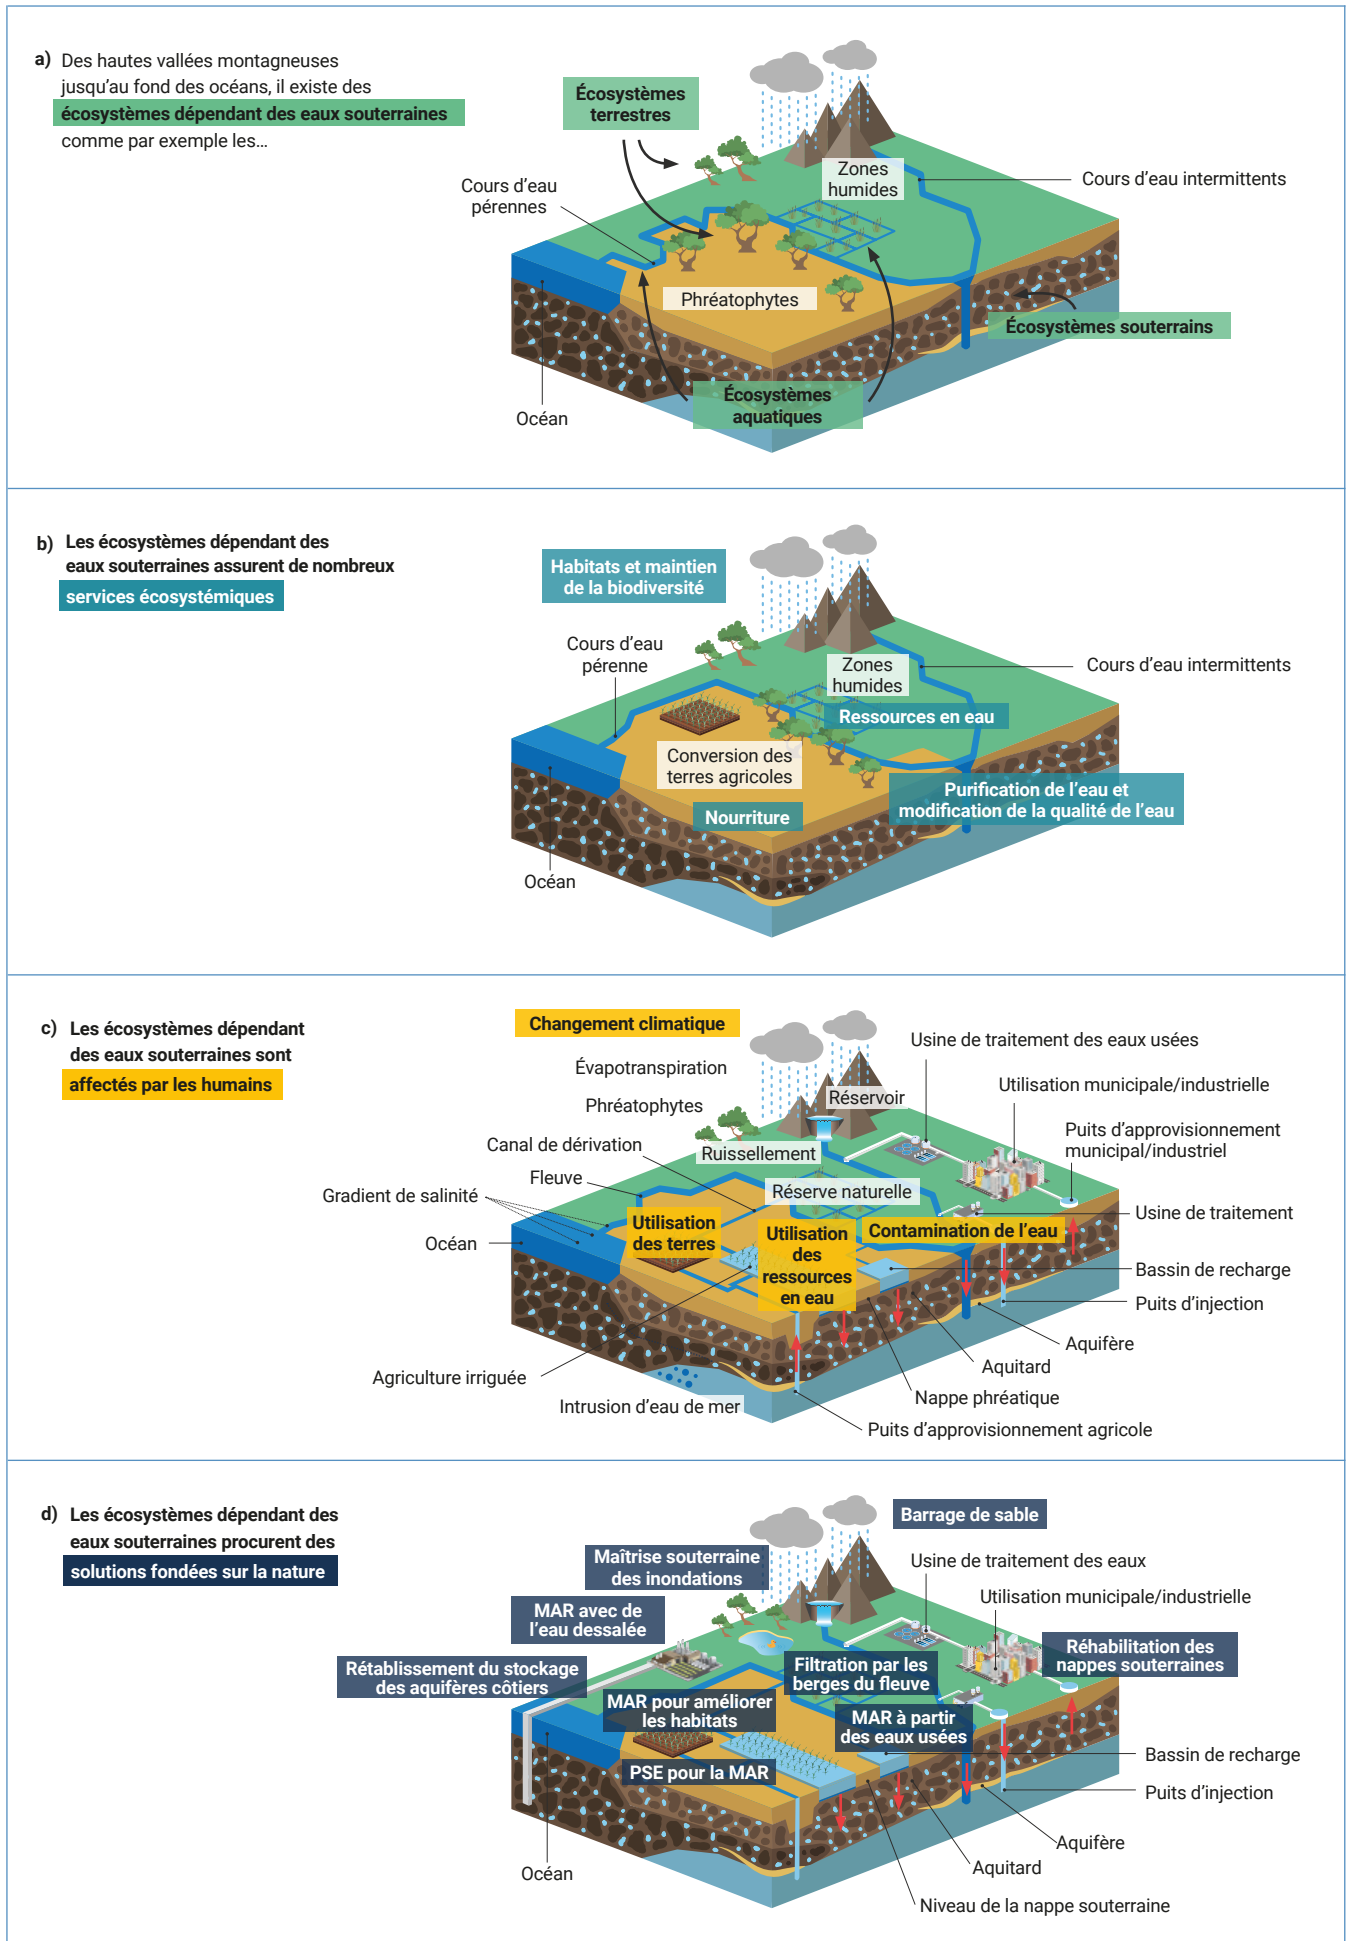 a) Des hautes vallées montagneuses
jusqu'au fond des océans, il existe des
écosystèmes dépendant des eaux souterraines
comme par exemple les…
Écosystèmes
terrestres
Cours d'eau
pérennes
Zones
humides
Cours d'eau intermittents
Phréatophytes
Écosystèmes souterrains
Écosystèmes
aquatiques
Océan
b) Les écosystèmes dépendant des
eaux souterraines assurent de nombreux
services écosystémiques
Habitats et maintien
de la biodiversité
Cours d'eau
pérenne
Zones
humides
Cours d'eau intermittents
Ressources en eau
Conversion des
terres agricoles
Purification de l'eau et
modification de la qualité de l'eau
Nourriture
Océan
c) Les écosystèmes dépendant
des eaux souterraines sont
affectés par les humains
Changement climatique
Évapotranspiration
Phréatophytes
Canal de dérivation
Fleuve
Gradient de salinité
Océan
Réservoir
Ruissellement
Réserve naturelle
Usine de traitement des eaux usées
Utilisation municipale/industrielle
Puits d'approvisionnement
municipal/industriel
Usine de traitement
Utilisation
des terres
Utilisation
des
ressources
en eau
Contamination de l'eau
Bassin de recharge
Puits d'injection
Aquifère
Aquitard
Nappe phréatique
Puits d'approvisionnement agricole
Agriculture irriguée
Intrusion d'eau de mer
d) Les écosystèmes dépendant des
eaux souterraines procurent des
solutions fondées sur la nature
Barrage de sable
Maîtrise souterraine
des inondations
MAR avec de
l'eau dessalée
Rétablissement du stockage
des aquifères côtiers
Usine de traitement des eaux
Utilisation municipale/industrielle
Réhabilitation des
nappes souterraines
Filtration par les
berges du fleuve
MAR pour améliorer
les habitats
MAR à partir
des eaux usées
PSE pour la MAR
Bassin de recharge
Puits d'injection
Aquifère
Aquitard
Niveau de la nappe souterraine
Océan